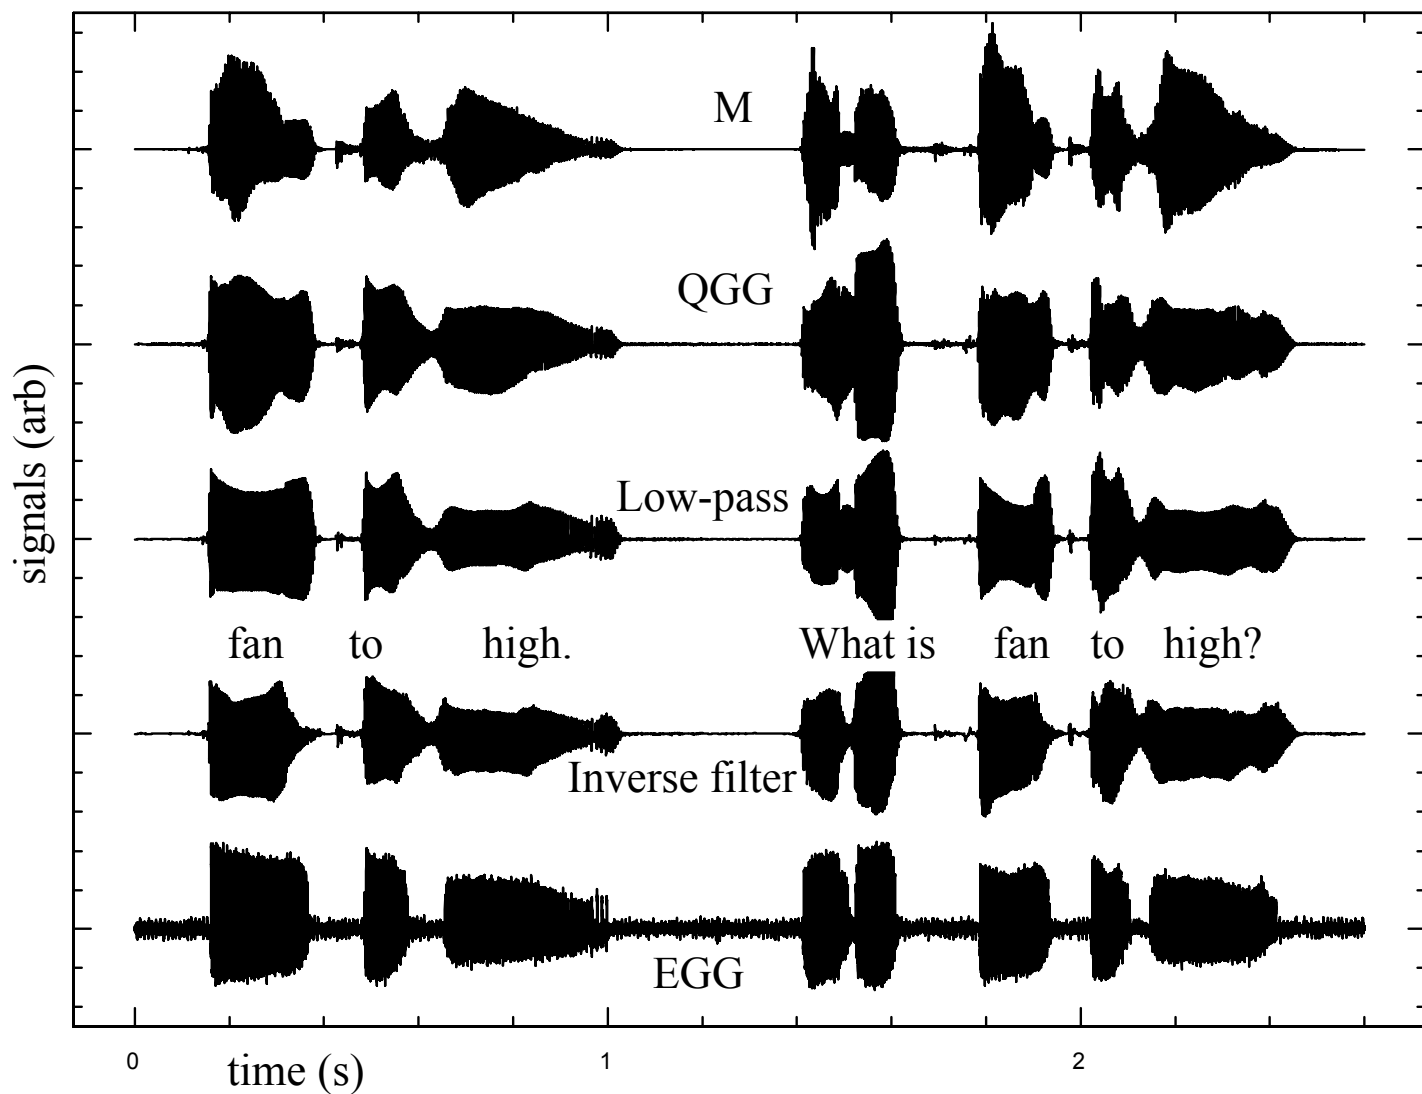 M
QGG
signals (arb)
Low-pass
fan to high. What is fan to high?
Inverse filter
EGG
0 1 2
time (s)